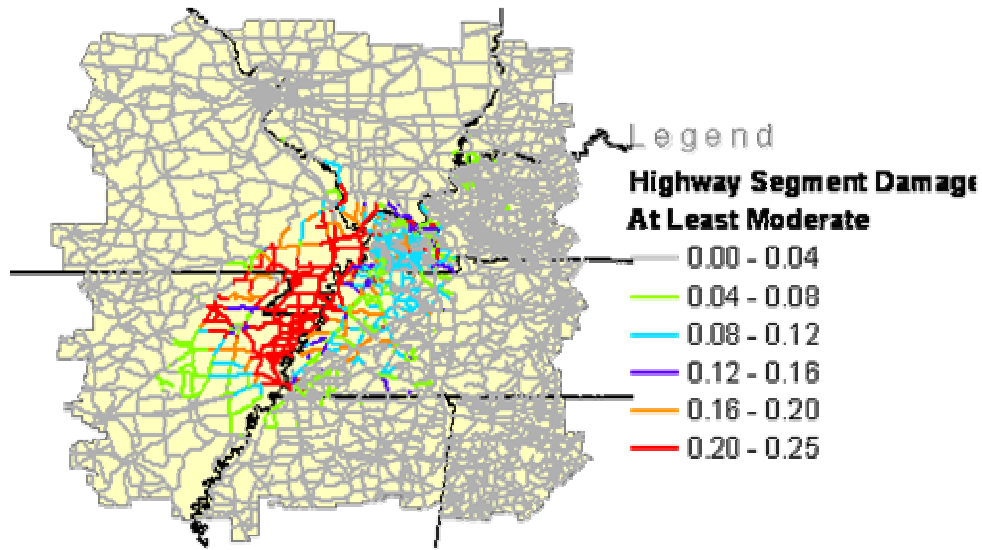 Legend
Highway Segment Damage
At Least Moderate
0.00 - 0.04
0.04 - 0.08
0.08 - 0.12
0.12 - 0.16
0.16 - 0.20
0.20 - 0.25